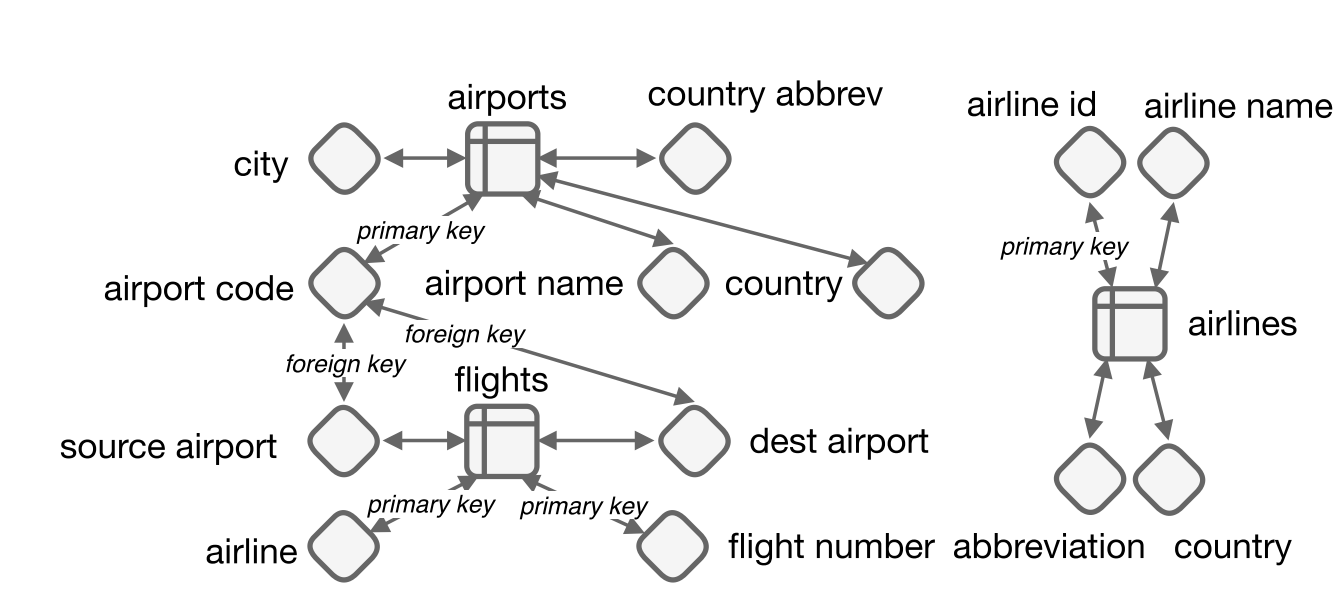 airports
country abbrev
airline id
airline name
city
primary key
primary key
airport code
airport name
country
airlines
foreign key
foreign key
flights
source airport
dest airport
primary key
primary key
airline
flight number
abbreviation
country